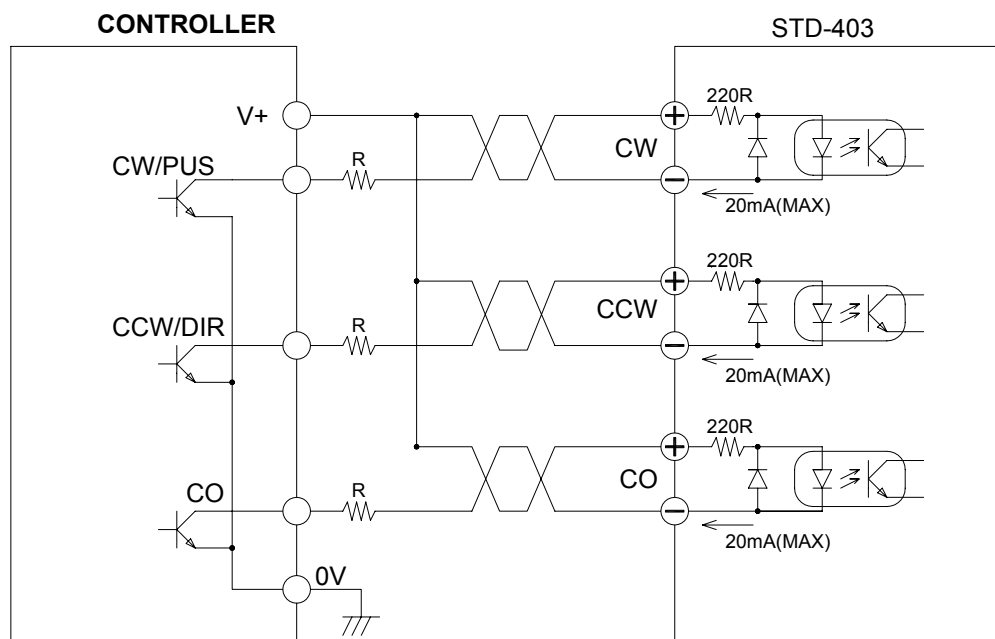 CONTROLLER
STD-403
V+
220R
CW
CW/PUS
R
20mA(MAX)
220R
CCW
CCW/DIR
R
20mA(MAX)
220R
CO
CO
R
20mA(MAX)
0V